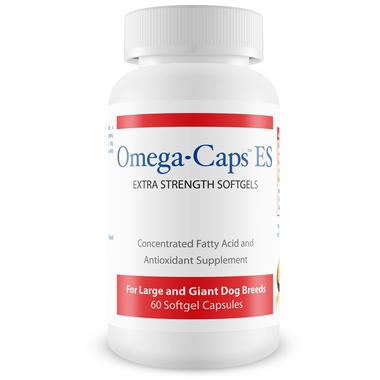 Omega•Caps™ ES
EXTRA STRENGTH SOFTGELS
Concentrated Fatty Acid and
Antioxidant Supplement
For Large and Giant Dog Breeds
60 Softgel Capsules